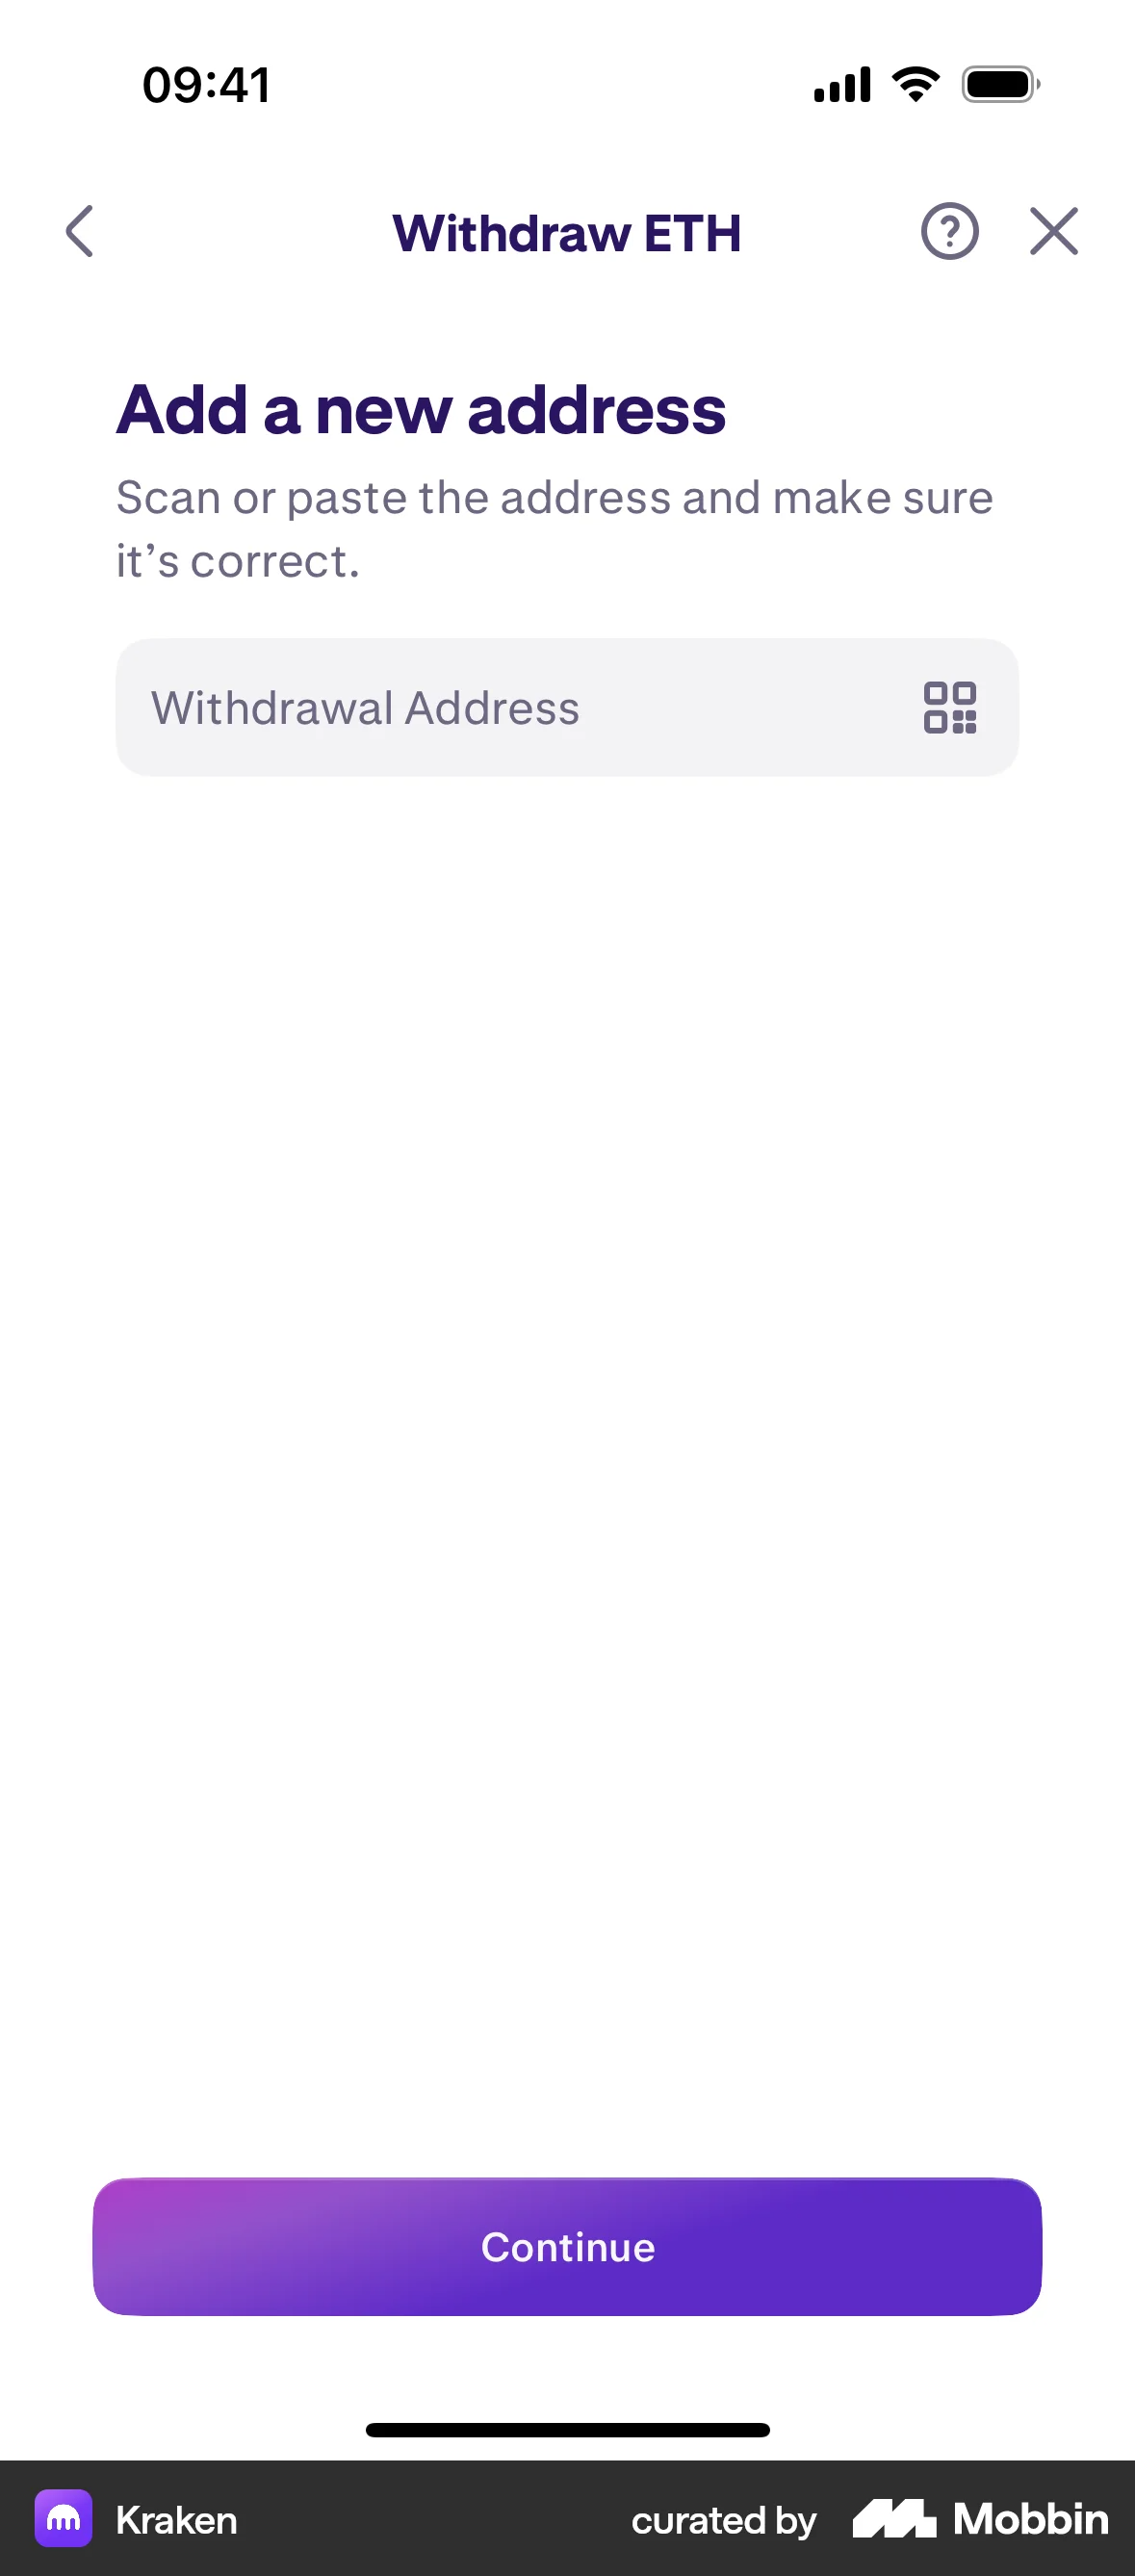 09:41
Withdraw ETH
Add a new address
Scan or paste the address and make sure
it’s correct.
Withdrawal Address
Continue
Kraken
curated by Mobbin